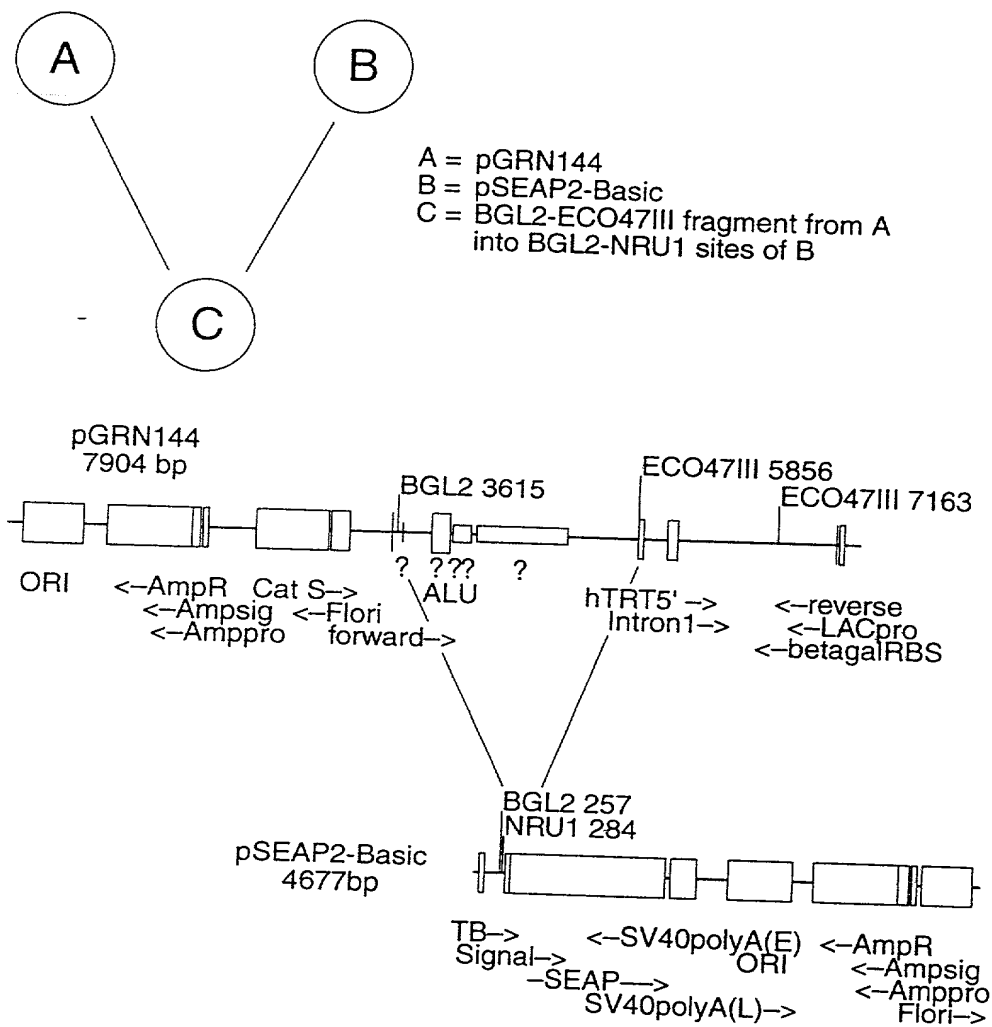 A
B
A = pGRN144
B = pSEAP2-Basic
C = BGL2-ECO47III fragment from A
into BGL2-NRU1 sites of B
C
pGRN144
7904 bp
ECO47III 5856
BGL2 3615
ECO47III 7163
? ? ?? ?
ORI
<–AmpR
Cat S–>
ALU
hTRT5' –>
<–reverse
<–Ampsig
<–Flori
Intron1–>
<–LACpro
<–Amppro
forward–>
<–betagalRBS
BGL2 257
NRU1 284
pSEAP2-Basic
4677bp
TB–>
<–SV40polyA(E)
<–AmpR
Signal–>
ORI
<–Ampsig
–SEAP––>
<–Amppro
SV40polyA(L)–>
Flori–>